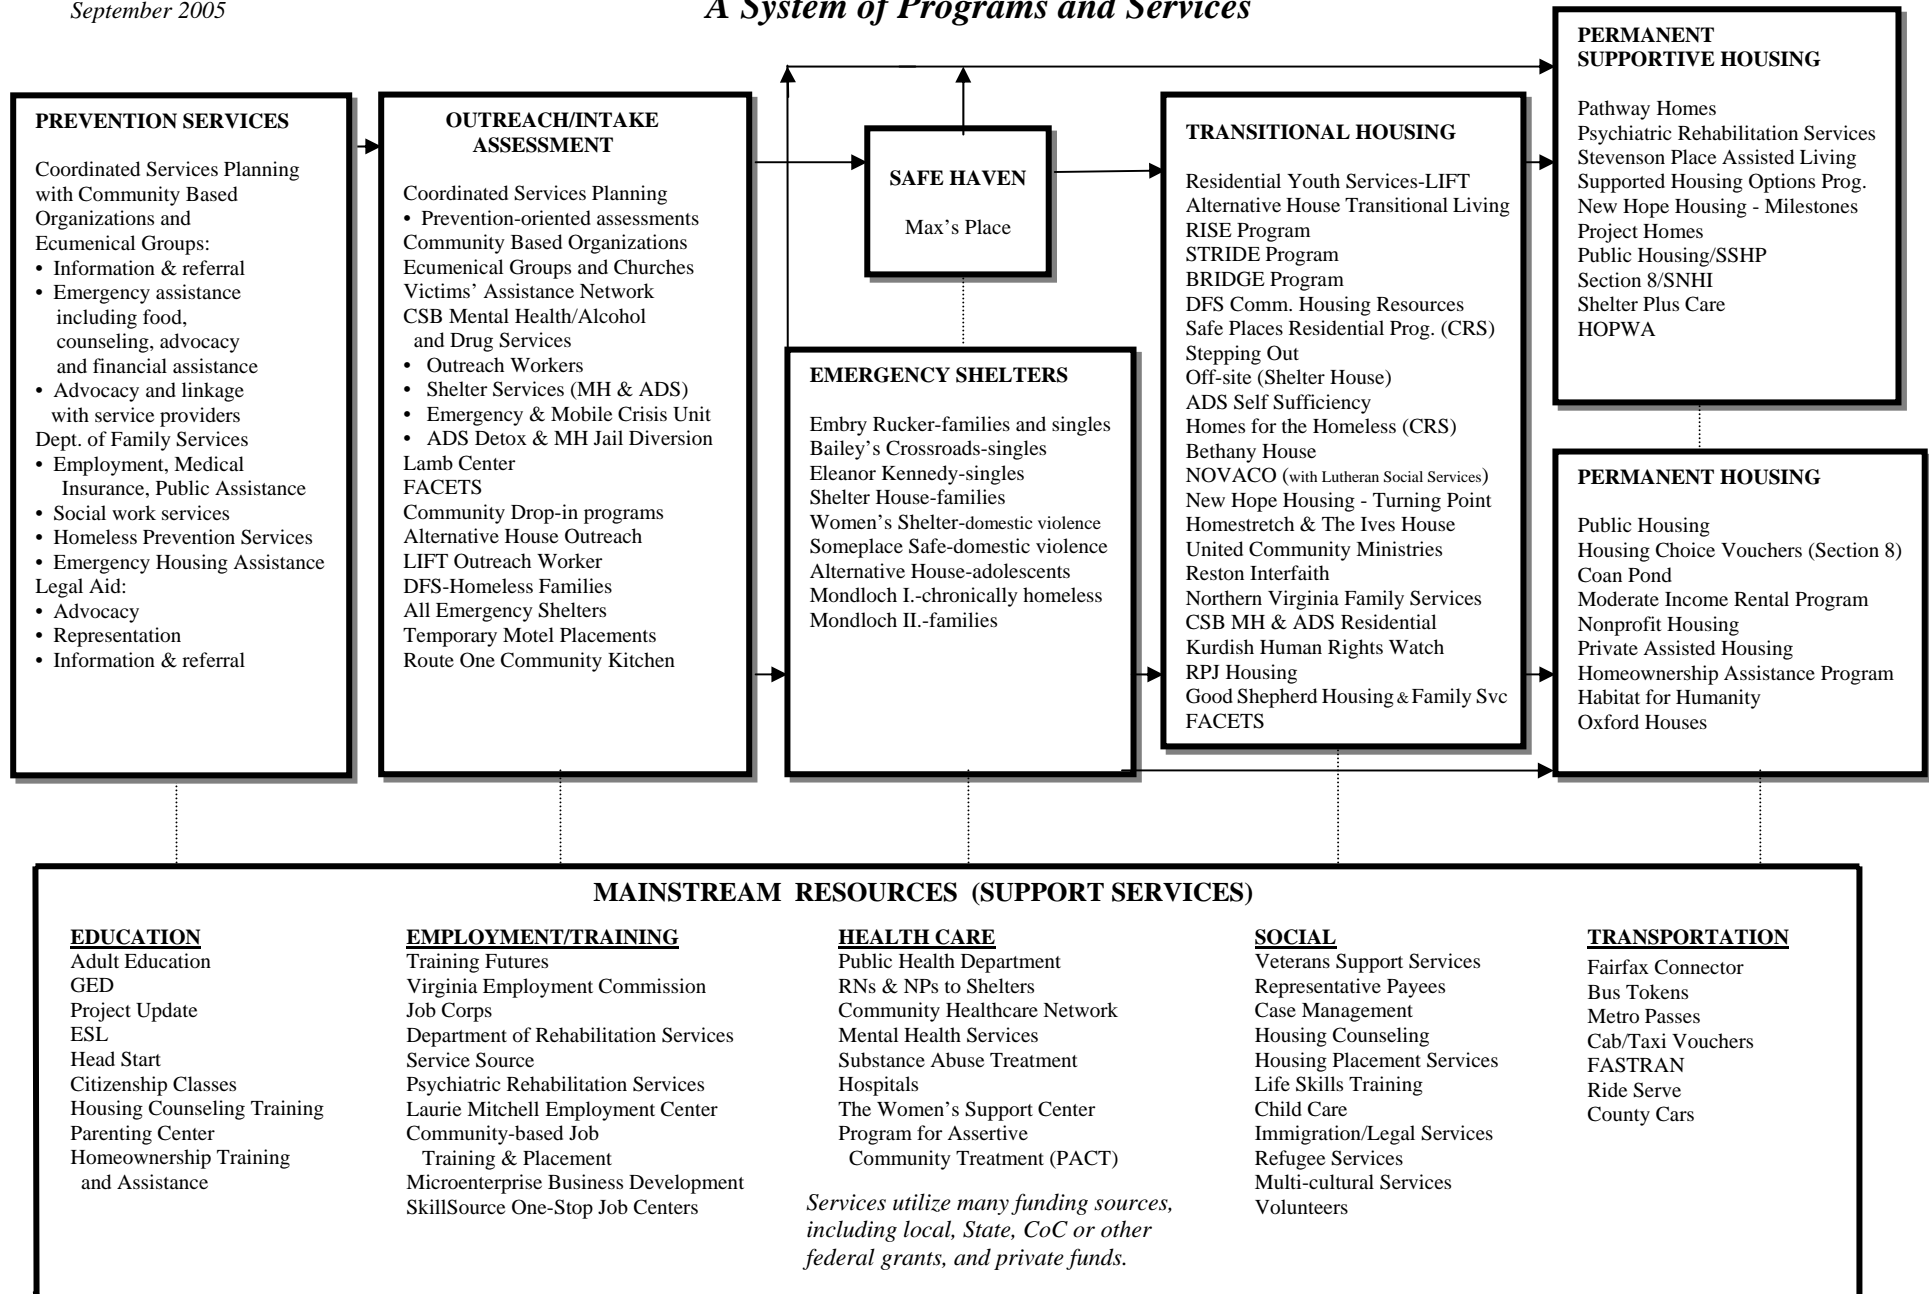 September 2005
A System of Programs and Services
PREVENTION SERVICES
Coordinated Services Planning
with Community Based
Organizations and
Ecumenical Groups:
• Information & referral
• Emergency assistance
including food,
counseling, advocacy
and financial assistance
• Advocacy and linkage
with service providers
Dept. of Family Services
• Employment, Medical
Insurance, Public Assistance
• Social work services
• Homeless Prevention Services
• Emergency Housing Assistance
Legal Aid:
• Advocacy
• Representation
• Information & referral
OUTREACH/INTAKE
ASSESSMENT
Coordinated Services Planning
• Prevention-oriented assessments
Community Based Organizations
Ecumenical Groups and Churches
Victims’ Assistance Network
CSB Mental Health/Alcohol
and Drug Services
• Outreach Workers
• Shelter Services (MH & ADS)
• Emergency & Mobile Crisis Unit
• ADS Detox & MH Jail Diversion
Lamb Center
FACETS
Community Drop-in programs
Alternative House Outreach
LIFT Outreach Worker
DFS-Homeless Families
All Emergency Shelters
Temporary Motel Placements
Route One Community Kitchen
SAFE HAVEN
Max’s Place
EMERGENCY SHELTERS
Embry Rucker-families and singles
Bailey’s Crossroads-singles
Eleanor Kennedy-singles
Shelter House-families
Women’s Shelter-domestic violence
Someplace Safe-domestic violence
Alternative House-adolescents
Mondloch I.-chronically homeless
Mondloch II.-families
TRANSITIONAL HOUSING
Residential Youth Services-LIFT
Alternative House Transitional Living
RISE Program
STRIDE Program
BRIDGE Program
DFS Comm. Housing Resources
Safe Places Residential Prog. (CRS)
Stepping Out
Off-site (Shelter House)
ADS Self Sufficiency
Homes for the Homeless (CRS)
Bethany House
NOVACO (with Lutheran Social Services)
New Hope Housing - Turning Point
Homestretch & The Ives House
United Community Ministries
Reston Interfaith
Northern Virginia Family Services
CSB MH & ADS Residential
Kurdish Human Rights Watch
RPJ Housing
Good Shepherd Housing & Family Svc
FACETS
PERMANENT
SUPPORTIVE HOUSING
Pathway Homes
Psychiatric Rehabilitation Services
Stevenson Place Assisted Living
Supported Housing Options Prog.
New Hope Housing - Milestones
Project Homes
Public Housing/SSHP
Section 8/SNHI
Shelter Plus Care
HOPWA
PERMANENT HOUSING
Public Housing
Housing Choice Vouchers (Section 8)
Coan Pond
Moderate Income Rental Program
Nonprofit Housing
Private Assisted Housing
Homeownership Assistance Program
Habitat for Humanity
Oxford Houses
MAINSTREAM RESOURCES (SUPPORT SERVICES)
EDUCATION
Adult Education
GED
Project Update
ESL
Head Start
Citizenship Classes
Housing Counseling Training
Parenting Center
Homeownership Training
and Assistance
EMPLOYMENT/TRAINING
Training Futures
Virginia Employment Commission
Job Corps
Department of Rehabilitation Services
Service Source
Psychiatric Rehabilitation Services
Laurie Mitchell Employment Center
Community-based Job
Training & Placement
Microenterprise Business Development
SkillSource One-Stop Job Centers
HEALTH CARE
Public Health Department
RNs & NPs to Shelters
Community Healthcare Network
Mental Health Services
Substance Abuse Treatment
Hospitals
The Women’s Support Center
Program for Assertive
Community Treatment (PACT)
Services utilize many funding sources,
including local, State, CoC or other
federal grants, and private funds.
SOCIAL
Veterans Support Services
Representative Payees
Case Management
Housing Counseling
Housing Placement Services
Life Skills Training
Child Care
Immigration/Legal Services
Refugee Services
Multi-cultural Services
Volunteers
TRANSPORTATION
Fairfax Connector
Bus Tokens
Metro Passes
Cab/Taxi Vouchers
FASTRAN
Ride Serve
County Cars